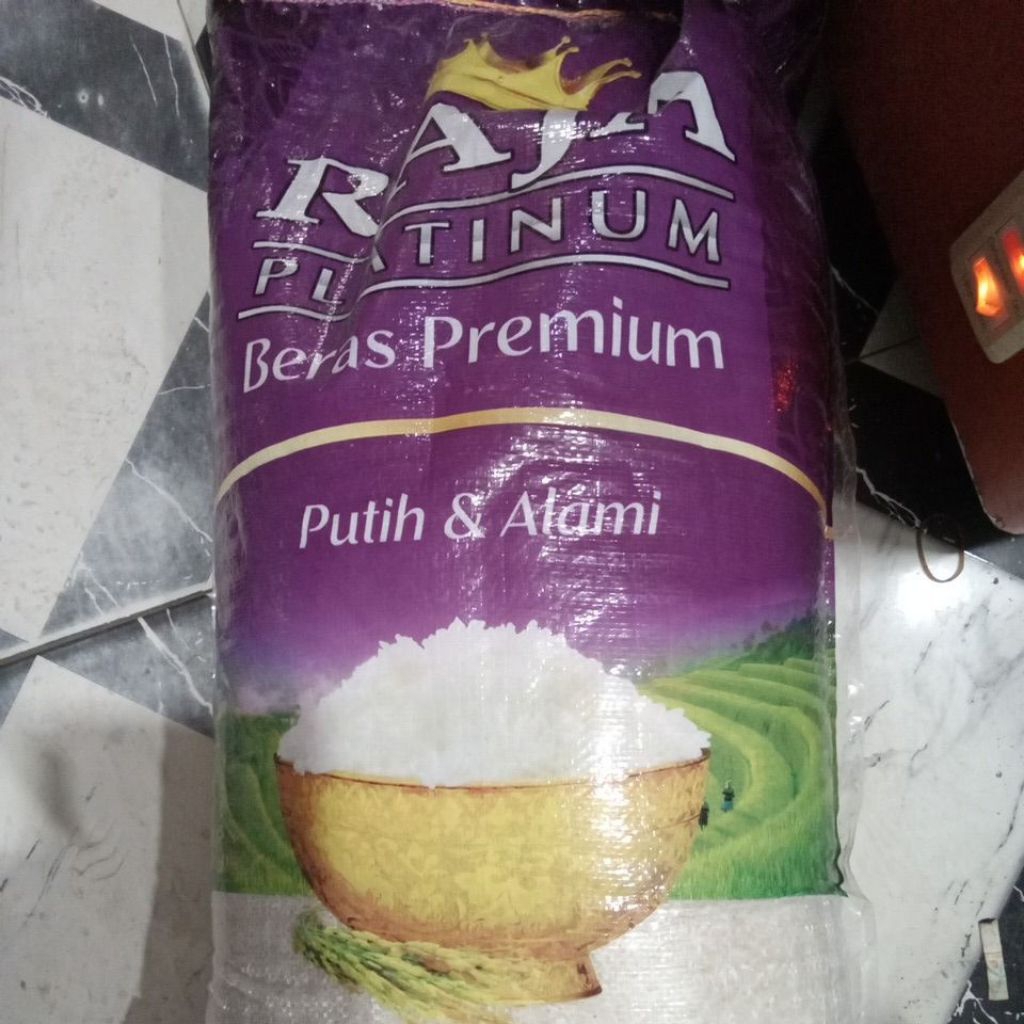 RAJA
PLATINUM
Beras Premium
Putih & Alami